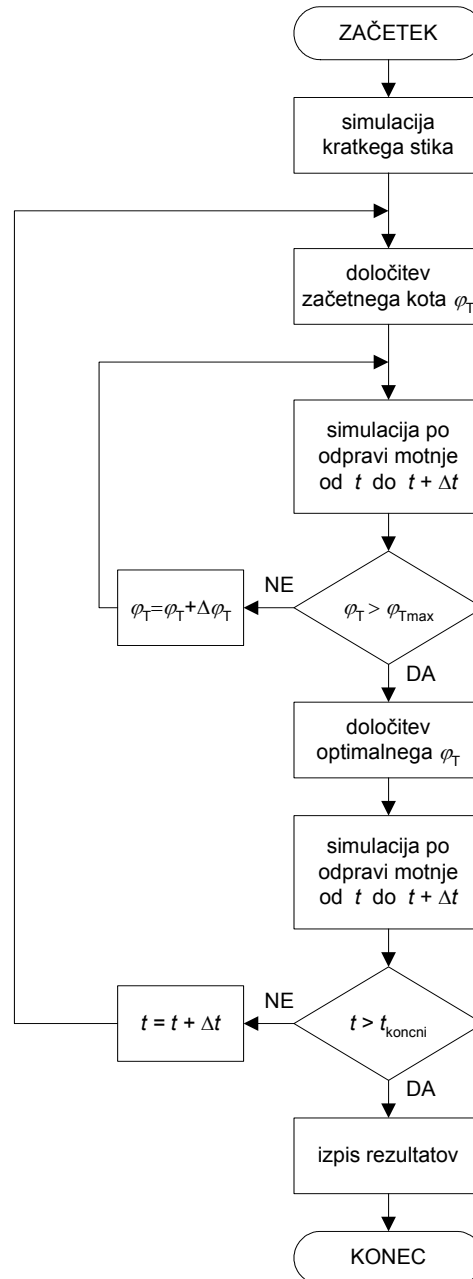 ZAČETEK
simulacija
kratkega stika
določitev
začetnega kota φT
simulacija po
odpravi motnje
od t do t + Δt
NE
φT=φT+ΔφT
φT > φTmax
DA
določitev
optimalnega φT
simulacija po
odpravi motnje
od t do t + Δt
NE
t = t + Δt
t > tkoncni
DA
izpis rezultatov
KONEC